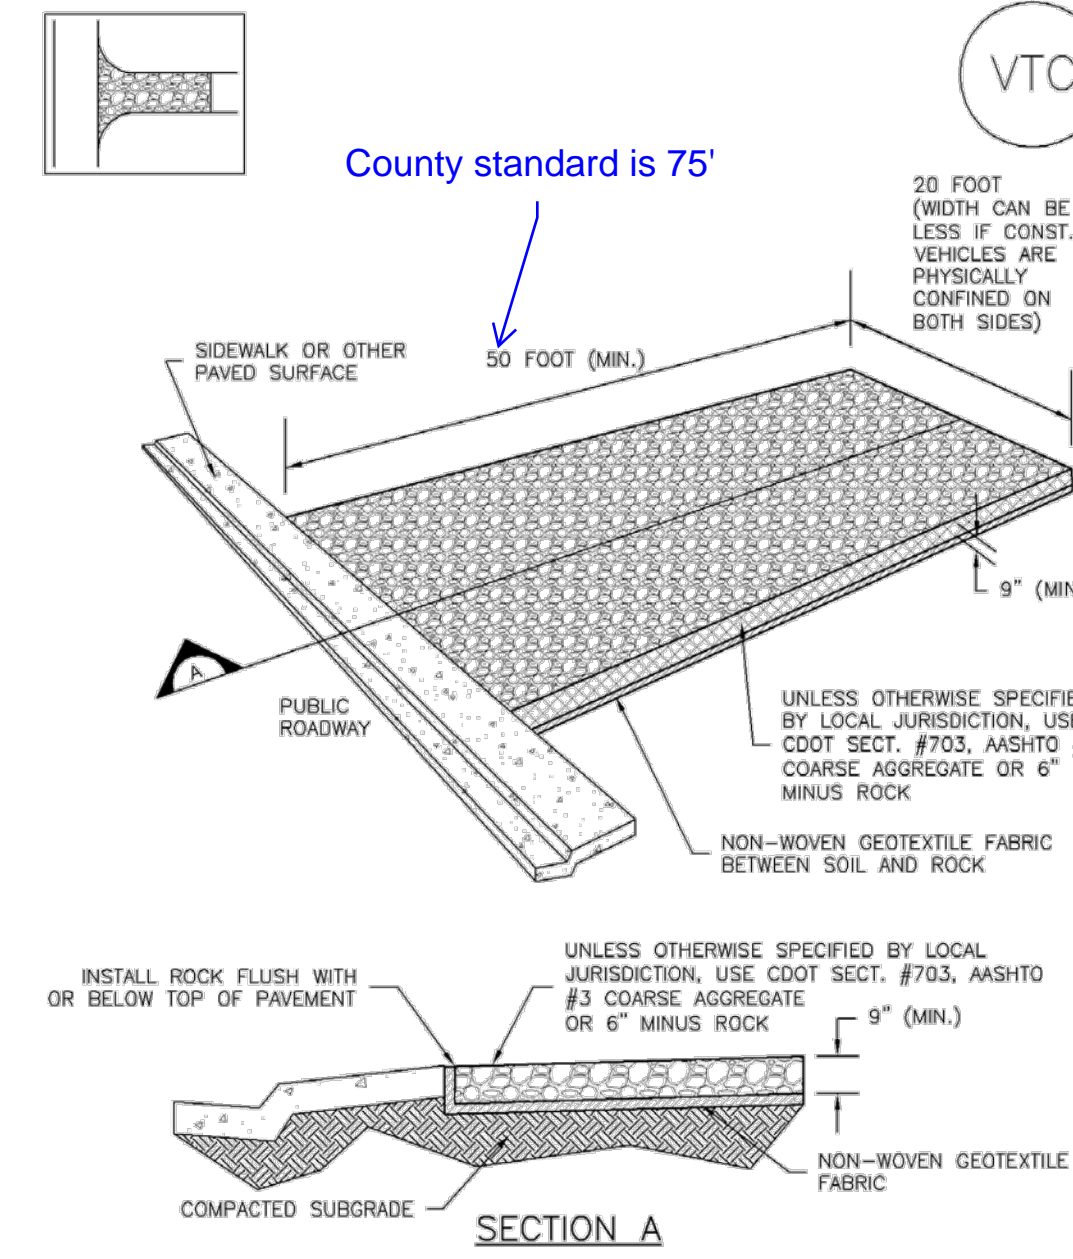 VTC
County standard is 75'
20 FOOT
(WIDTH CAN BE
LESS IF CONST.
VEHICLES ARE
PHYSICALLY
CONFINED ON
BOTH SIDES)
SIDEWALK OR OTHER
PAVED SURFACE
50 FOOT (MIN.)
9" (MIN
A
PUBLIC
ROADWAY
UNLESS OTHERWISE SPECIFIE
BY LOCAL JURISDICTION, USE
CDOT SECT. #703, AASHTO
COARSE AGGREGATE OR 6"
MINUS ROCK
NON-WOVEN GEOTEXTILE FABRIC
BETWEEN SOIL AND ROCK
INSTALL ROCK FLUSH WITH
OR BELOW TOP OF PAVEMENT
UNLESS OTHERWISE SPECIFIED BY LOCAL
JURISDICTION, USE CDOT SECT. #703, AASHTO
#3 COARSE AGGREGATE
OR 6" MINUS ROCK
9" (MIN.)
NON-WOVEN GEOTEXTILE
FABRIC
COMPACTED SUBGRADE
SECTION A